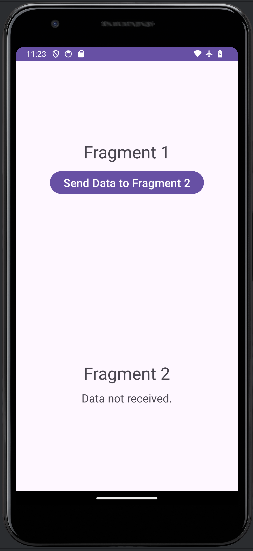 11.23
Fragment 1
Send Data to Fragment 2
Fragment 2
Data not received.